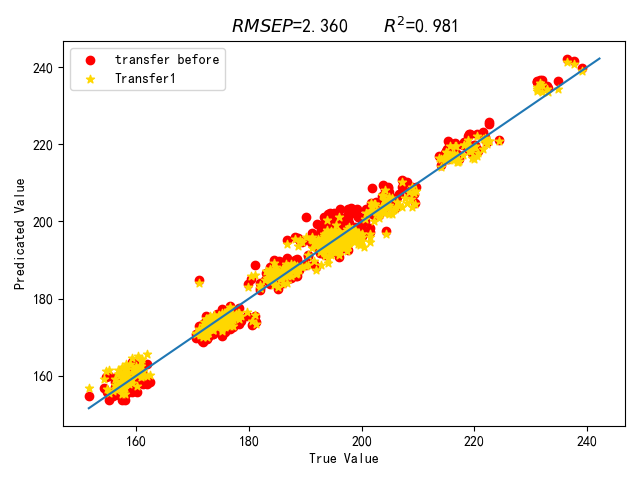 RMSEP=2.360 R²=0.981
transfer before
Transfer1
240
220
200
180
160
Predicated Value
160 180 200 220 240
True Value